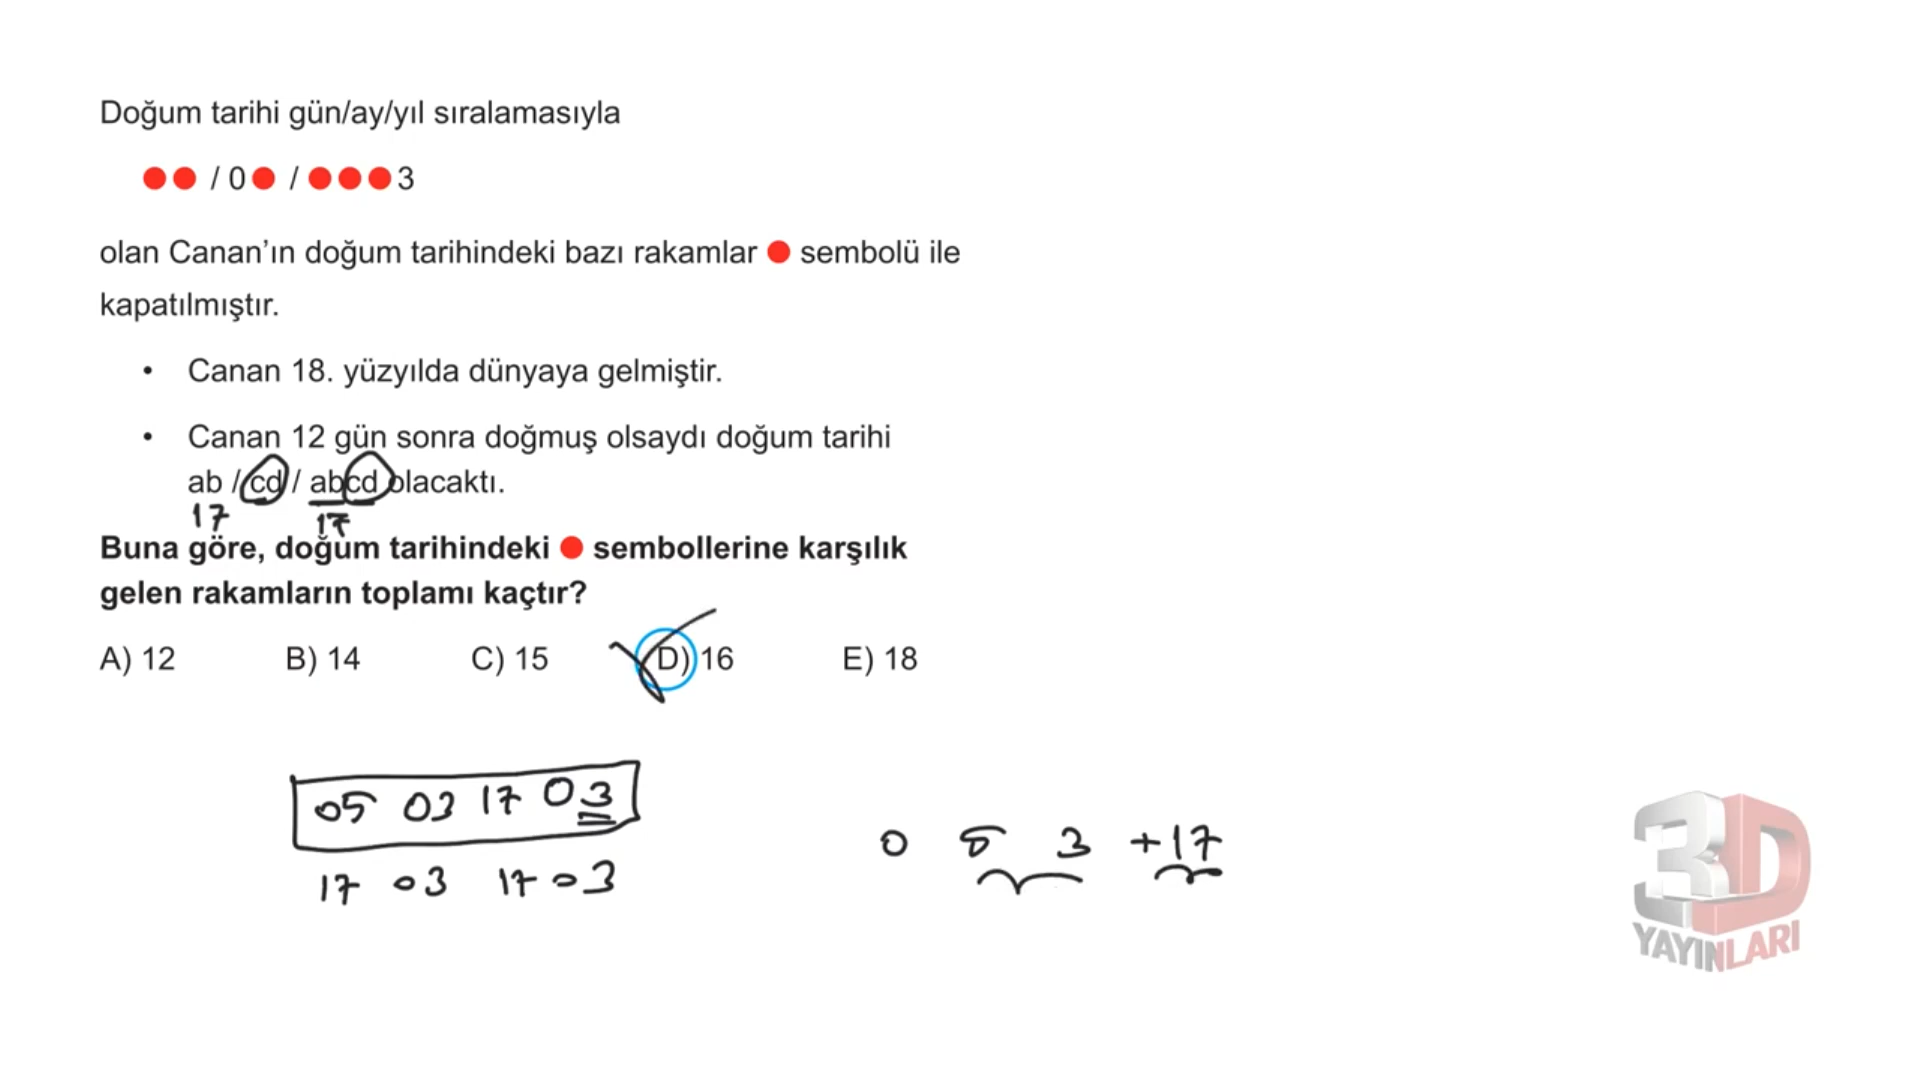 Doğum tarihi gün/ay/yıl sıralamasıyla
●● / 0● / ●●●3
olan Canan’ın doğum tarihindeki bazı rakamlar ● sembolü ile
kapatılmıştır.
• Canan 18. yüzyılda dünyaya gelmiştir.
• Canan 12 gün sonra doğmuş olsaydı doğum tarihi
ab / cd / abcd olacaktı.
17 17
Buna göre, doğum tarihindeki ● sembollerine karşılık
gelen rakamların toplamı kaçtır?
A) 12 B) 14 C) 15 D) 16 E) 18
05 03 17 03
17 03 17 03
0 5 3 +17
3D
YAYINLARI